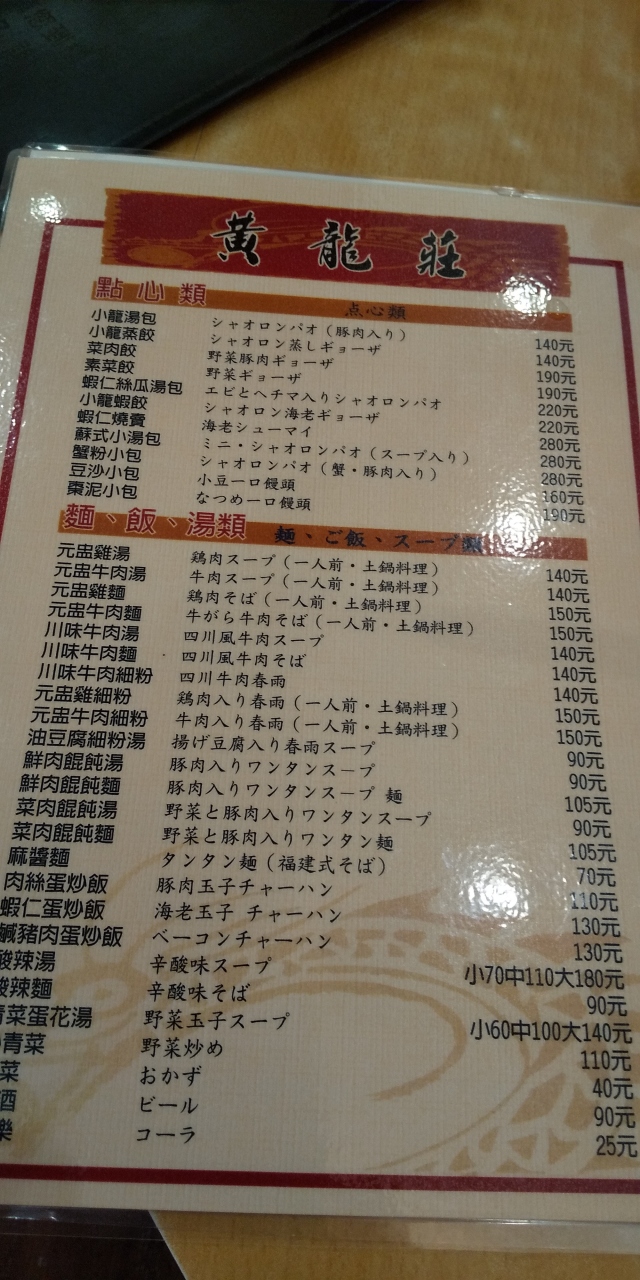 黃龍莊
點心類 点心類
小龍湯包 シャオロンパオ（豚肉入り） 140元
小龍蒸餃 シャオロン蒸しギョーザ 140元
菜肉餃 野菜豚肉ギョーザ 190元
素菜餃 野菜ギョーザ 190元
蝦仁絲瓜湯包 エビとヘチマ入りシャオロンパオ 220元
小龍蝦餃 シャオロン海老ギョーザ 220元
蝦仁燒賣 海老シューマイ 280元
蘇式小湯包 ミニ・シャオロンパオ（スープ入り） 280元
蟹粉小包 シャオロンパオ（蟹・豚肉入り） 280元
豆沙小包 小豆一口饅頭 160元
棗泥小包 なつめ一口饅頭 190元
麵、飯、湯類 麺、ご飯、スープ類
元盅雞湯 鶏肉スープ（一人前・土鍋料理） 140元
元盅牛肉湯 牛肉スープ（一人前・土鍋料理） 140元
元盅雞麵 鶏肉そば（一人前・土鍋料理） 150元
元盅牛肉麵 牛がら牛肉そば（一人前・土鍋料理） 150元
川味牛肉湯 四川風牛肉スープ 140元
川味牛肉麵 四川風牛肉そば 140元
川味牛肉細粉 四川牛肉春雨 140元
元盅雞細粉 鶏肉入り春雨（一人前・土鍋料理） 150元
元盅牛肉細粉 牛肉入り春雨（一人前・土鍋料理） 150元
油豆腐細粉湯 揚げ豆腐入り春雨スープ 90元
鮮肉餛飩湯 豚肉入りワンタンスープ 90元
鮮肉餛飩麵 豚肉入りワンタンスープ 麺 105元
菜肉餛飩湯 野菜と豚肉入りワンタンスープ 90元
菜肉餛飩麵 野菜と豚肉入りワンタン麺 105元
麻醬麵 タンタン麺（福建式そば） 70元
肉絲蛋炒飯 豚肉玉子チャーハン 110元
蝦仁蛋炒飯 海老玉子 チャーハン 130元
鹹豬肉蛋炒飯 ベーコンチャーハン 130元
酸辣湯 辛酸味スープ 小70中110大180元
酸辣麵 辛酸味そば 90元
青菜蛋花湯 野菜玉子スープ 小60中100大140元
青菜 野菜炒め 110元
菜 おかず 40元
酒 ビール 90元
樂 コーラ 25元